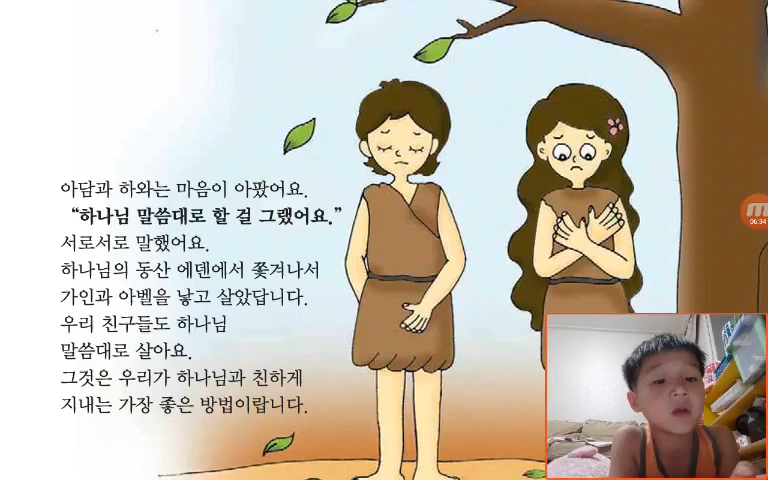 아담과 하와는 마음이 아팠어요.
“하나님 말씀대로 할 걸 그랬어요.”
서로서로 말했어요.
하나님의 동산 에덴에서 쫓겨나서
가인과 아벨을 낳고 살았답니다.
우리 친구들도 하나님
말씀대로 살아요.
그것은 우리가 하나님과 친하게
지내는 가장 좋은 방법이랍니다.
06:34